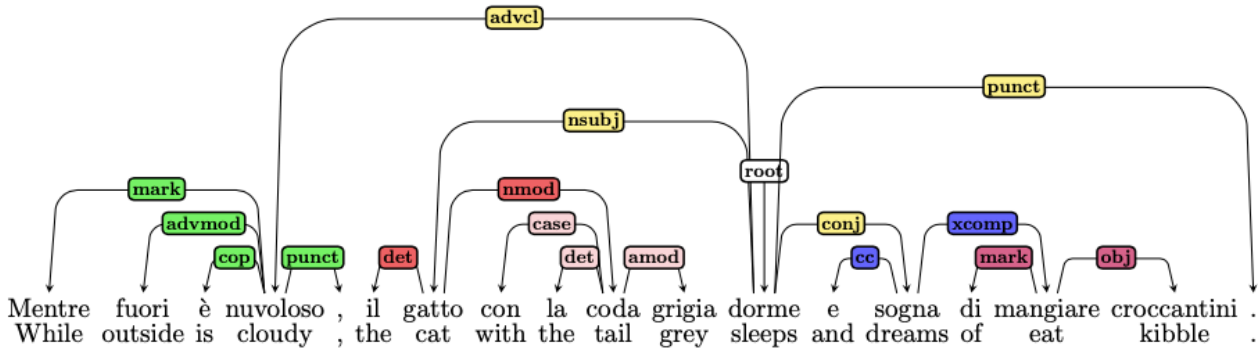 advcl
punct
nsubj
root
mark nmod
advmod case conj xcomp
cop punct det det amod cc mark obj
Mentre fuori è nuvoloso , il gatto con la coda grigia dorme e sogna di mangiare croccantini .
While outside is cloudy , the cat with the tail grey sleeps and dreams of eat kibble .